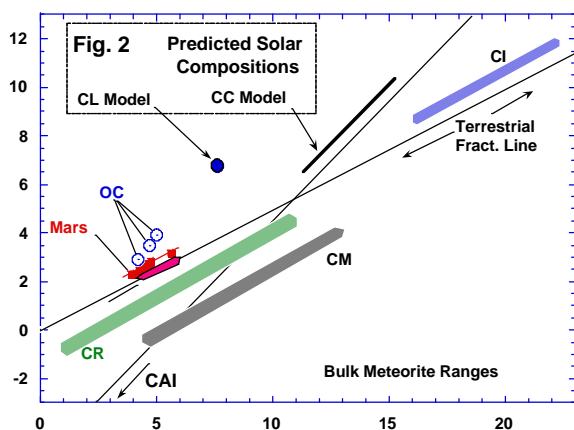 Fig. 2
Predicted Solar
Compositions
CL Model
CC Model
CI
Terrestrial
Fract. Line
OC
Mars
CM
CR
CAI
Bulk Meteorite Ranges
12
10
8
6
4
2
0
-2
0
5
10
15
20